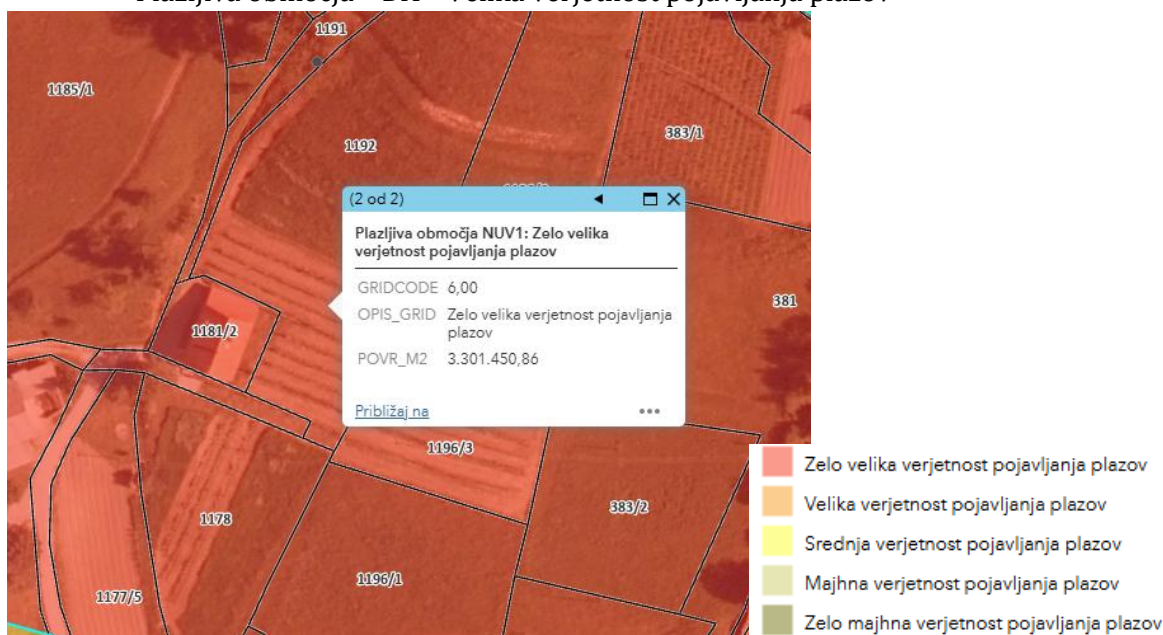 1191
1185/1
1192
383/1
(2 od 2)
Plazljiva območja NUV1: Zelo velika
verjetnost pojavljanja plazov
GRIDCODE 6,00
OPIS_GRID Zelo velika verjetnost pojavljanja
plazov
POVR_M2 3.301.450,86
Približaj na
381
1181/2
1196/3
383/2
1178
1196/1
1177/5
Zelo velika verjetnost pojavljanja plazov
Velika verjetnost pojavljanja plazov
Srednja verjetnost pojavljanja plazov
Majhna verjetnost pojavljanja plazov
Zelo majhna verjetnost pojavljanja plazov